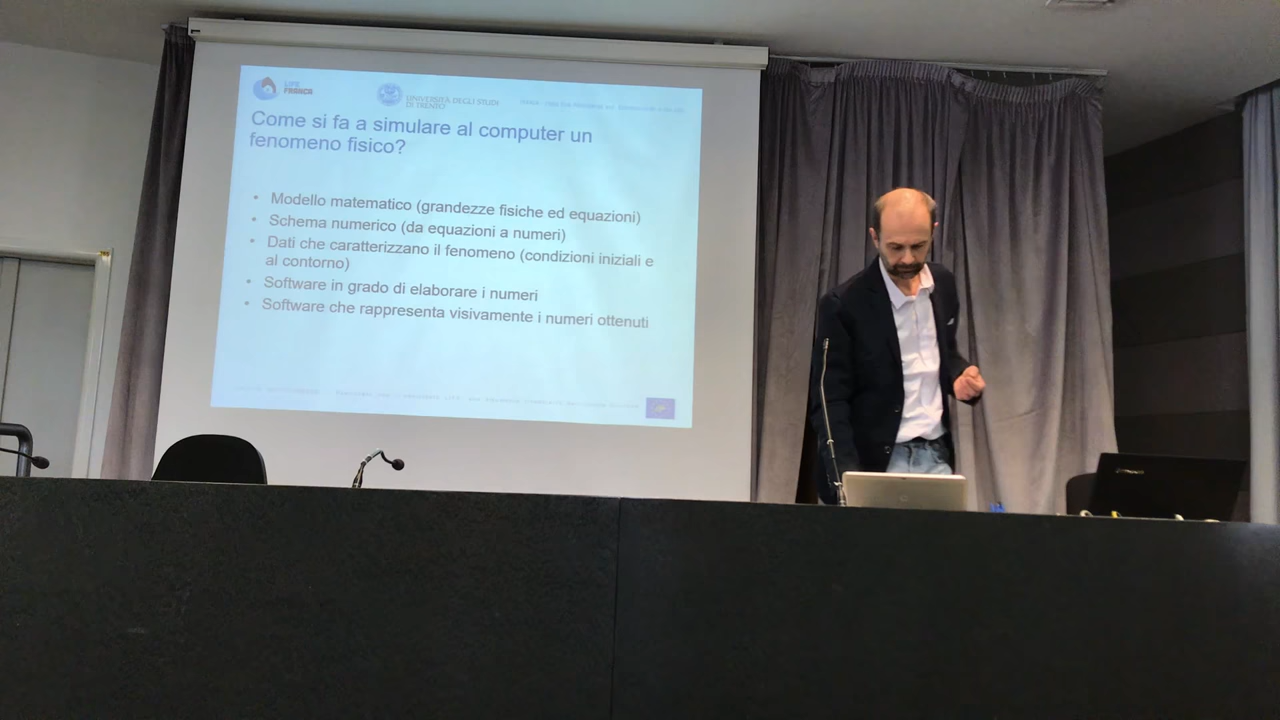 LIFE
FRANCA
UNIVERSITÀ DEGLI STUDI
DI TRENTO
Come si fa a simulare al computer un
fenomeno fisico?
• Modello matematico (grandezze fisiche ed equazioni)
• Schema numerico (da equazioni a numeri)
• Dati che caratterizzano il fenomeno (condizioni iniziali e
al contorno)
• Software in grado di elaborare i numeri
• Software che rappresenta visivamente i numeri ottenuti